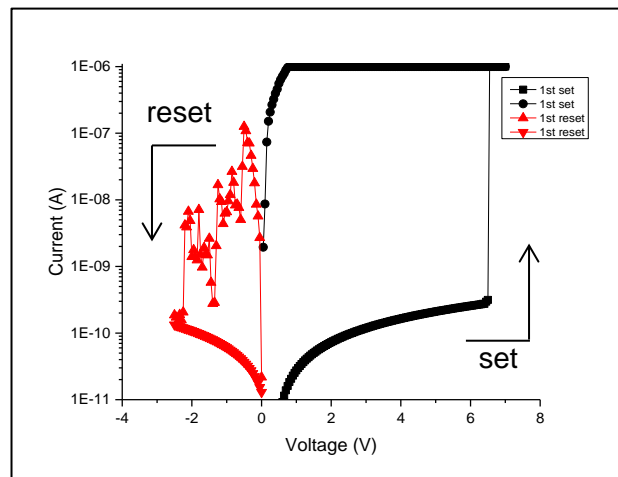 1E-06
1E-07
1E-08
1E-09
1E-10
1E-11
Current (A)
-4
-2
0
2
4
6
8
Voltage (V)
reset
set
1st set
1st set
1st reset
1st reset